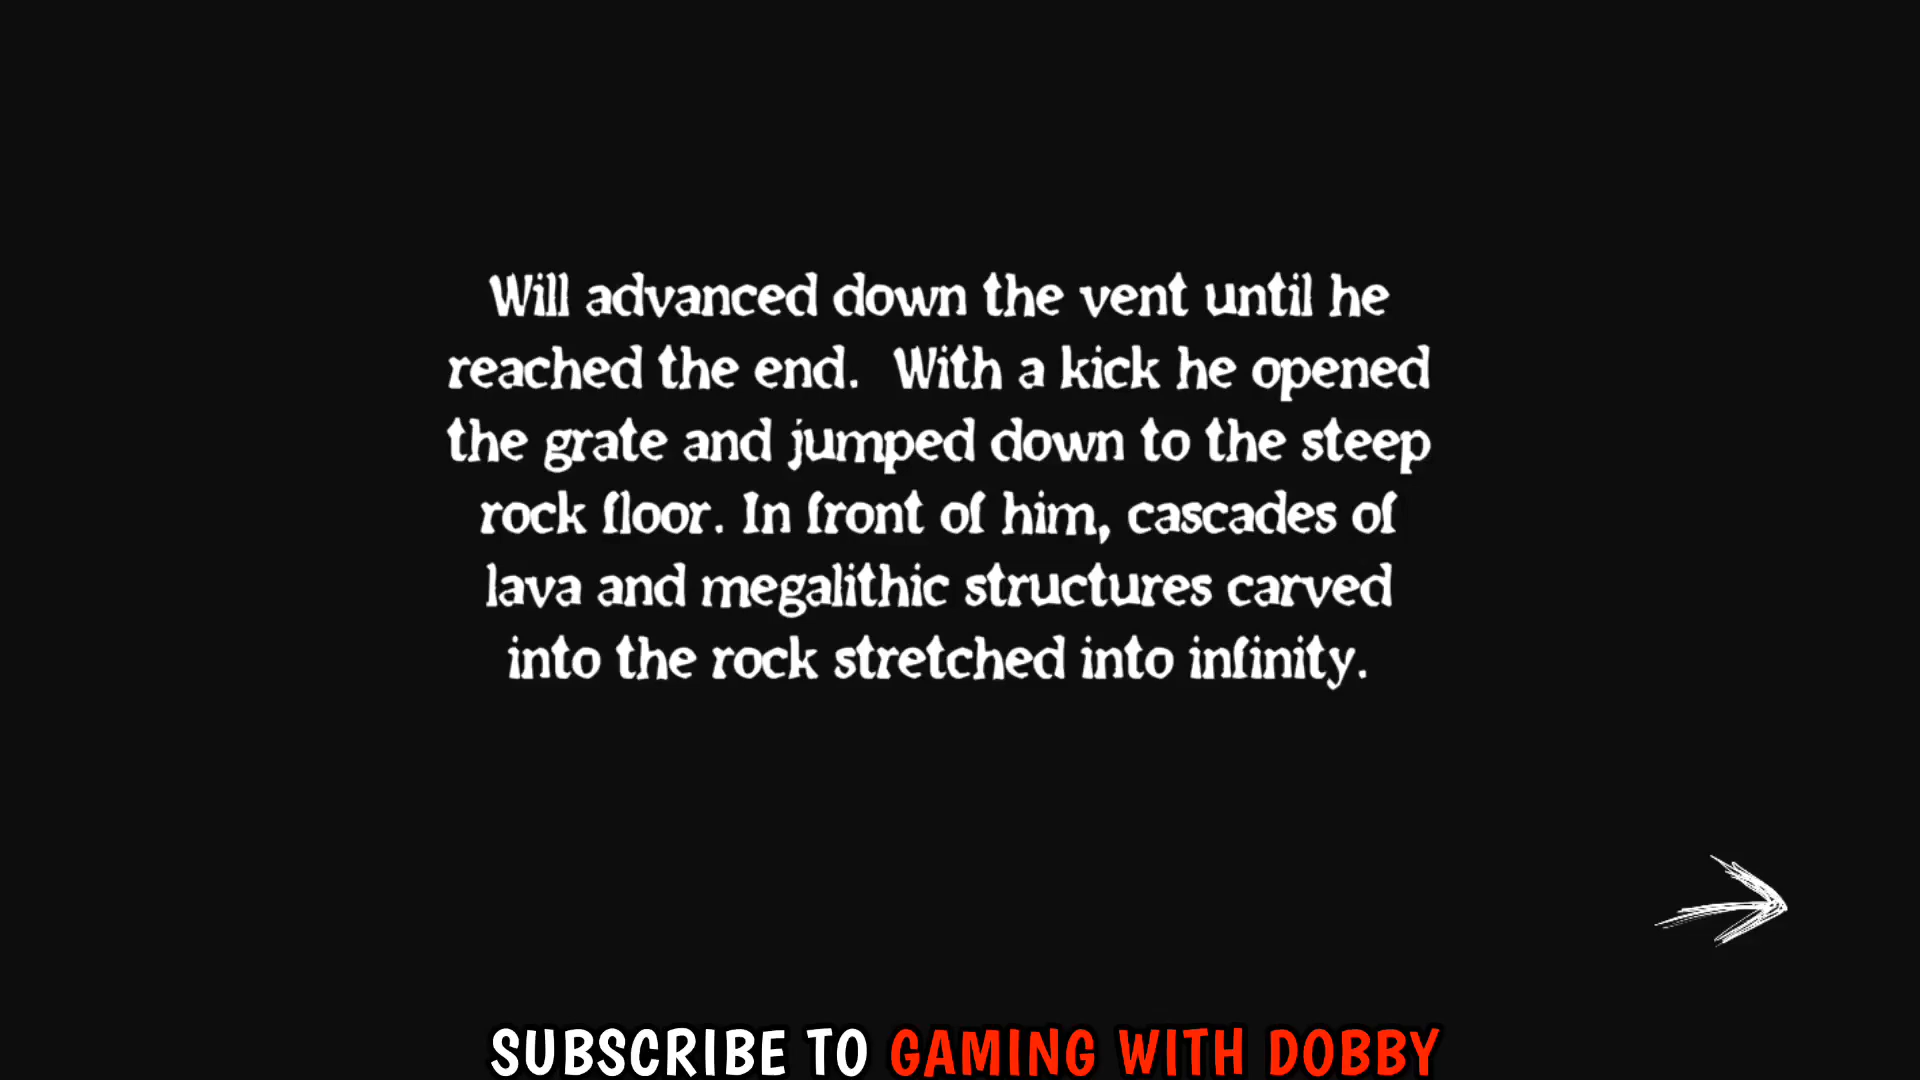 Will advanced down the vent until he
reached the end.  With a kick he opened
the grate and jumped down to the steep
rock floor. In front of him, cascades of
lava and megalithic structures carved
into the rock stretched into infinity.
SUBSCRIBE TO GAMING WITH DOBBY